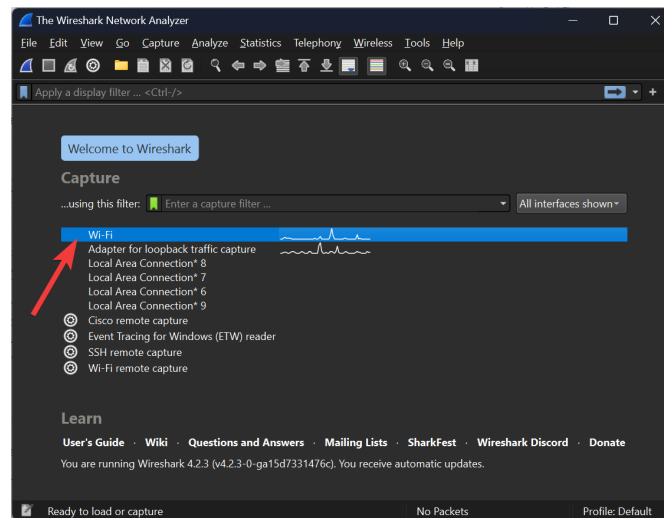 The Wireshark Network Analyzer
File Edit View Go Capture Analyze Statistics Telephony Wireless Tools Help
Apply a display filter ... <Ctrl-/>
Welcome to Wireshark
Capture
...using this filter: Enter a capture filter ... All interfaces shown
Wi-Fi
Adapter for loopback traffic capture
Local Area Connection* 8
Local Area Connection* 7
Local Area Connection* 6
Local Area Connection* 9
Cisco remote capture
Event Tracing for Windows (ETW) reader
SSH remote capture
Wi-Fi remote capture
Learn
User's Guide · Wiki · Questions and Answers · Mailing Lists · SharkFest · Wireshark Discord · Donate
You are running Wireshark 4.2.3 (v4.2.3-0-ga15d7331476c). You receive automatic updates.
Ready to load or capture No Packets Profile: Default